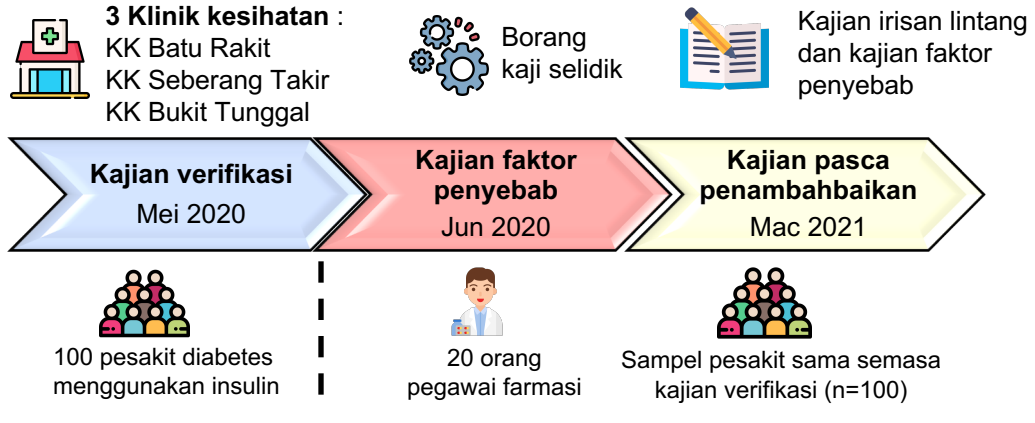 3 Klinik kesihatan :
KK Batu Rakit
KK Seberang Takir
KK Bukit Tunggal
Borang
kaji selidik
Kajian irisan lintang
dan kajian faktor
penyebab
Kajian verifikasi
Mei 2020
Kajian faktor
penyebab
Jun 2020
Kajian pasca
penambahbaikan
Mac 2021
100 pesakit diabetes
menggunakan insulin
20 orang
pegawai farmasi
Sampel pesakit sama semasa
kajian verifikasi (n=100)